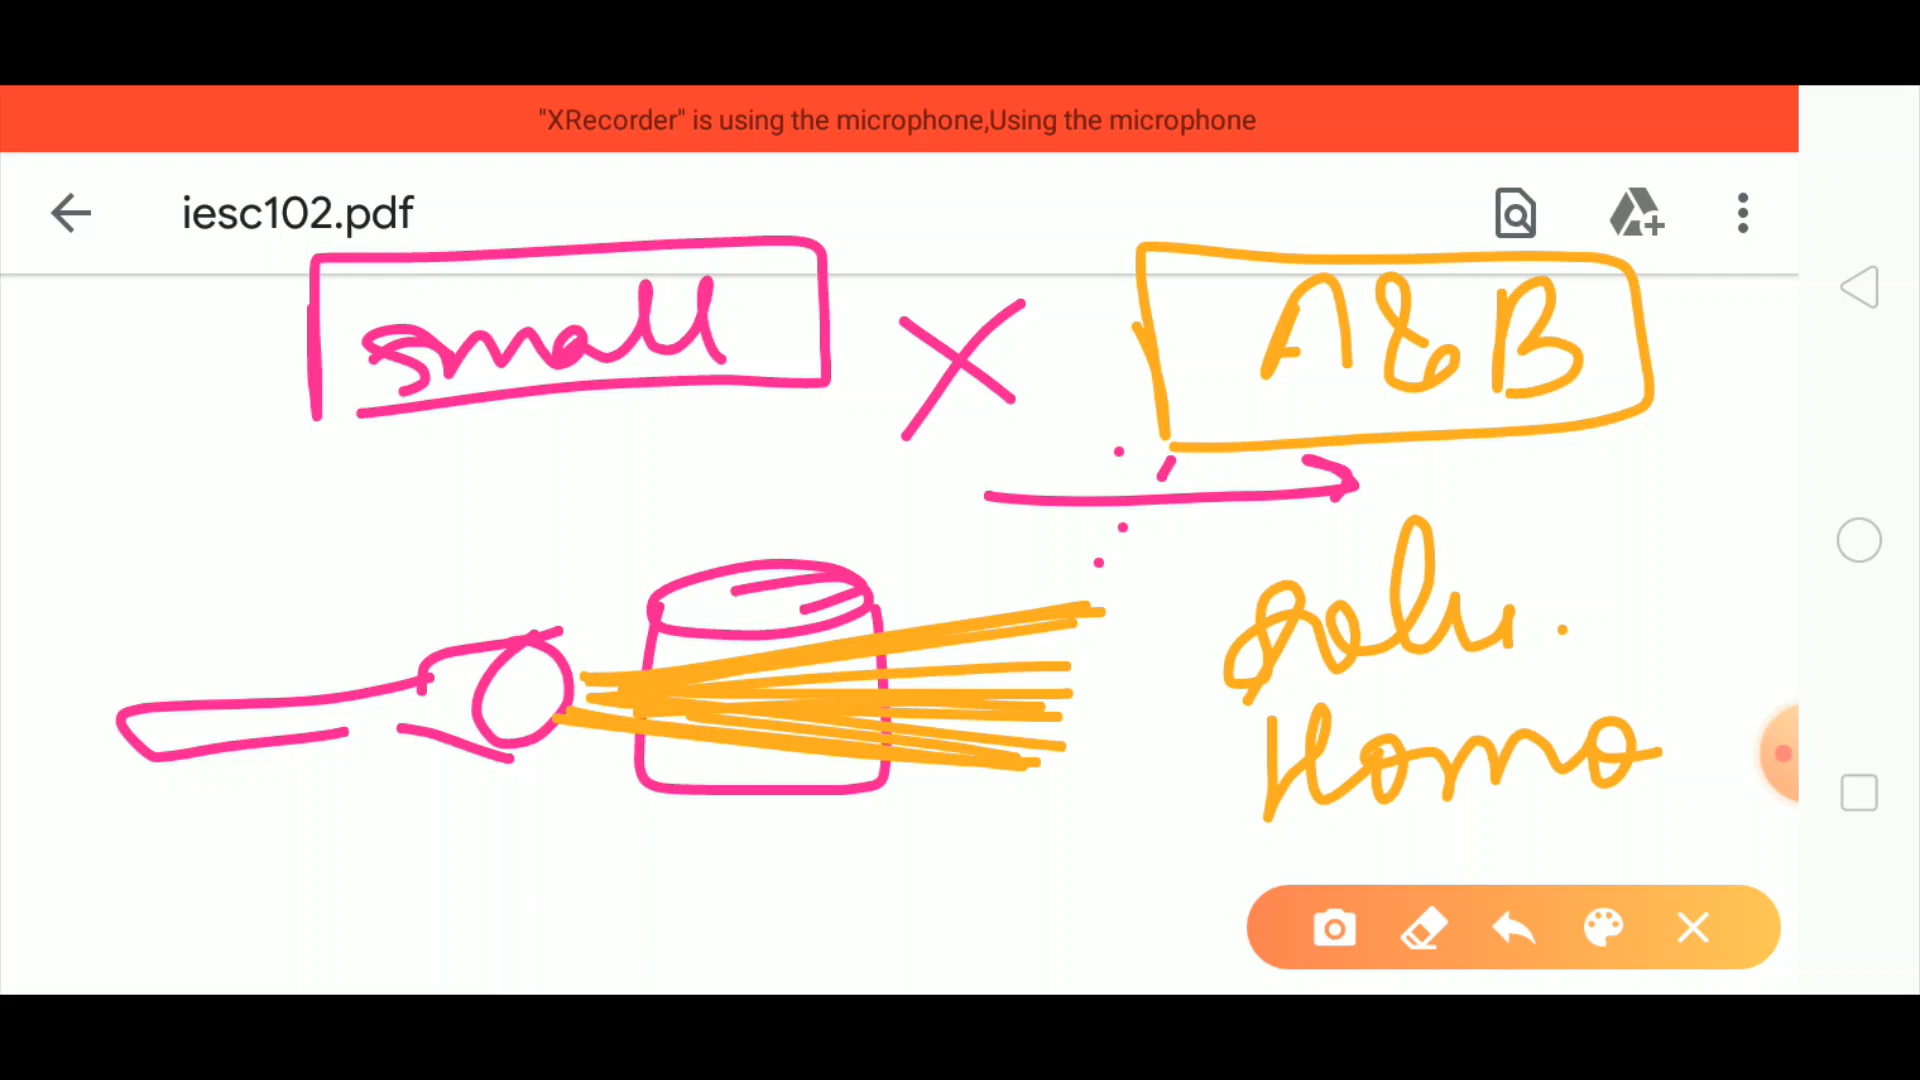 "XRecorder" is using the microphone,Using the microphone
iesc102.pdf
small X A&B
Solu.
Homo